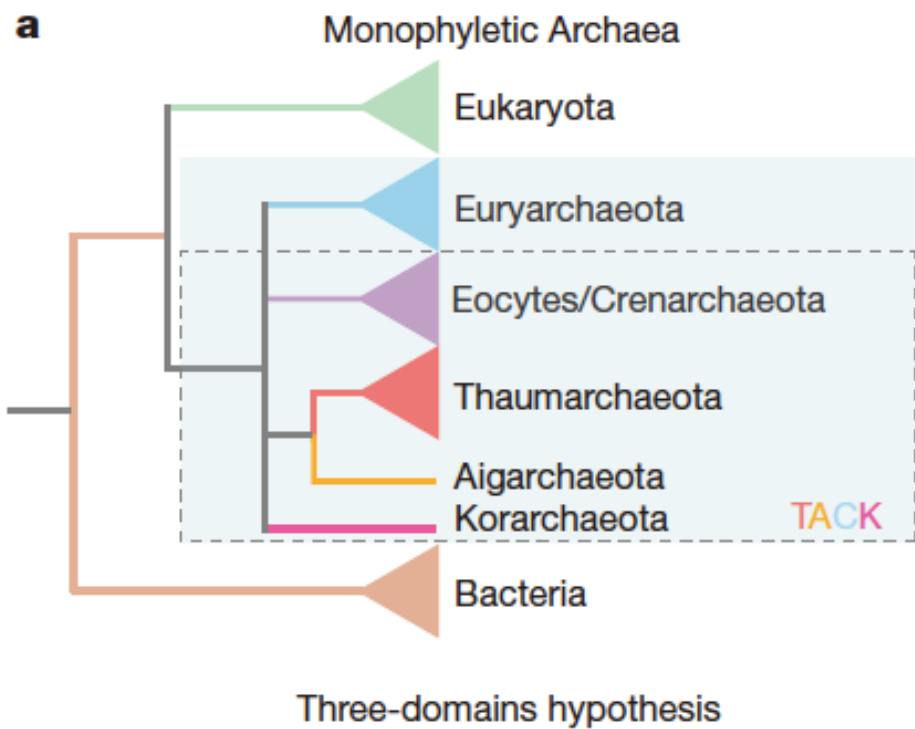 a
Monophyletic Archaea
Eukaryota
Euryarchaeota
Eocytes/Crenarchaeota
Thaumarchaeota
Aigarchaeota
Korarchaeota
TACK
Bacteria
Three-domains hypothesis